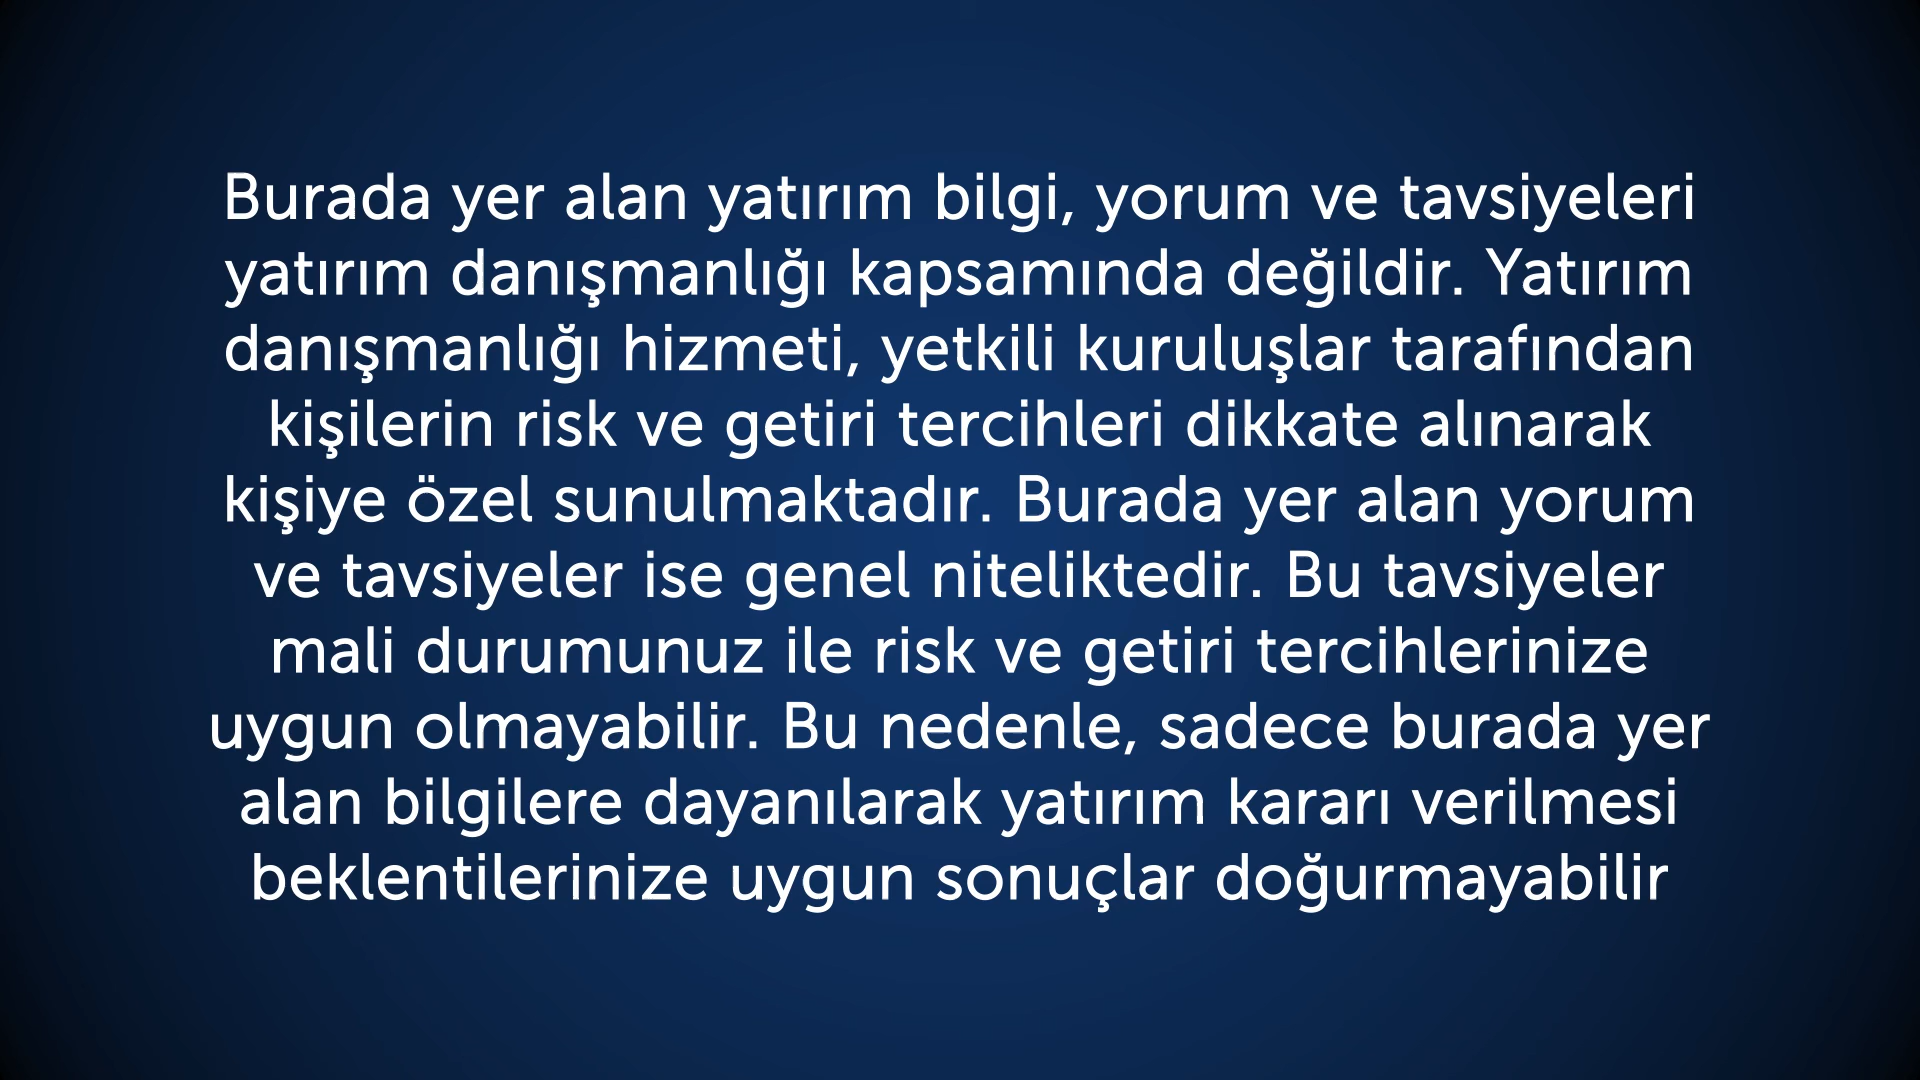 Burada yer alan yatırım bilgi, yorum ve tavsiyeleri
yatırım danışmanlığı kapsamında değildir. Yatırım
danışmanlığı hizmeti, yetkili kuruluşlar tarafından
kişilerin risk ve getiri tercihleri dikkate alınarak
kişiye özel sunulmaktadır. Burada yer alan yorum
ve tavsiyeler ise genel niteliktedir. Bu tavsiyeler
mali durumunuz ile risk ve getiri tercihlerinize
uygun olmayabilir. Bu nedenle, sadece burada yer
alan bilgilere dayanılarak yatırım kararı verilmesi
beklentilerinize uygun sonuçlar doğurmayabilir